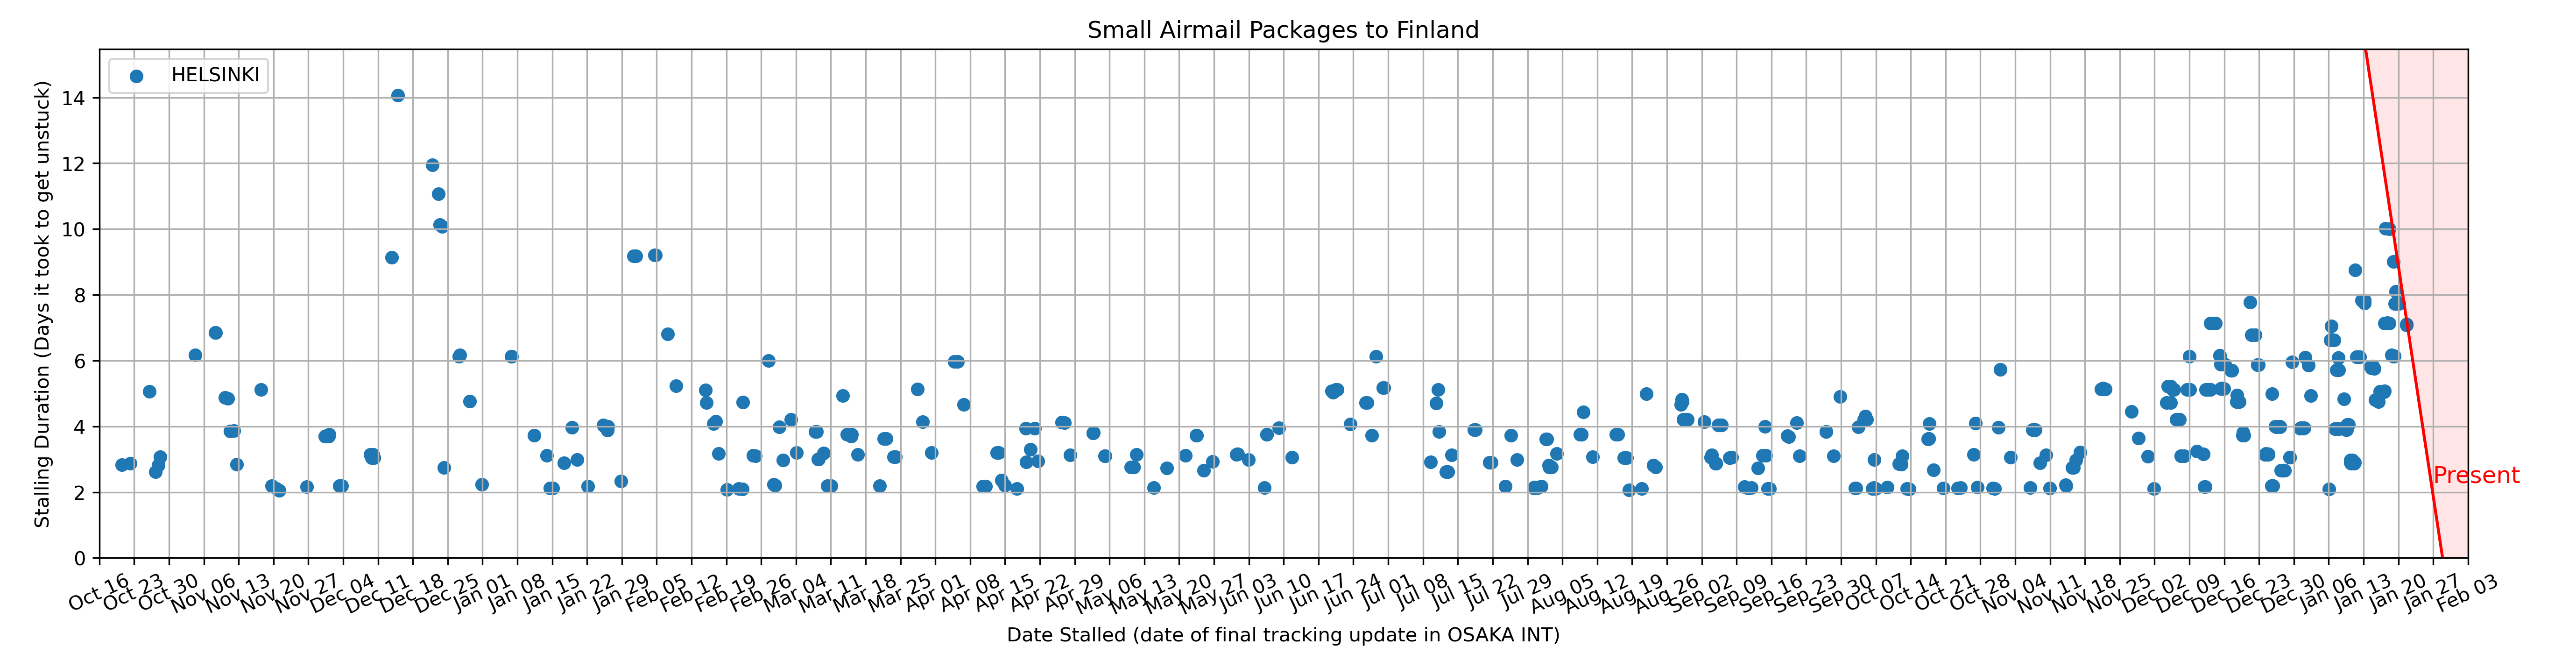 Small Airmail Packages to Finland
HELSINKI
Stalling Duration (Days it took to get unstuck)
14
12
10
8
6
4
2
0
Present
Oct 16 Oct 23 Oct 30 Nov 06 Nov 13 Nov 20 Nov 27 Dec 04 Dec 11 Dec 18 Dec 25 Jan 01 Jan 08 Jan 15 Jan 22 Jan 29 Feb 05 Feb 12 Feb 19 Feb 26 Mar 04 Mar 11 Mar 18 Mar 25 Apr 01 Apr 08 Apr 15 Apr 22 Apr 29 May 06 May 13 May 20 May 27 Jun 03 Jun 10 Jun 17 Jun 24 Jul 01 Jul 08 Jul 15 Jul 22 Jul 29 Aug 05 Aug 12 Aug 19 Aug 26 Sep 02 Sep 09 Sep 16 Sep 23 Sep 30 Oct 07 Oct 14 Oct 21 Oct 28 Nov 04 Nov 11 Nov 18 Nov 25 Dec 02 Dec 09 Dec 16 Dec 23 Dec 30 Jan 06 Jan 13 Jan 20 Jan 27 Feb 03
Date Stalled (date of final tracking update in OSAKA INT)